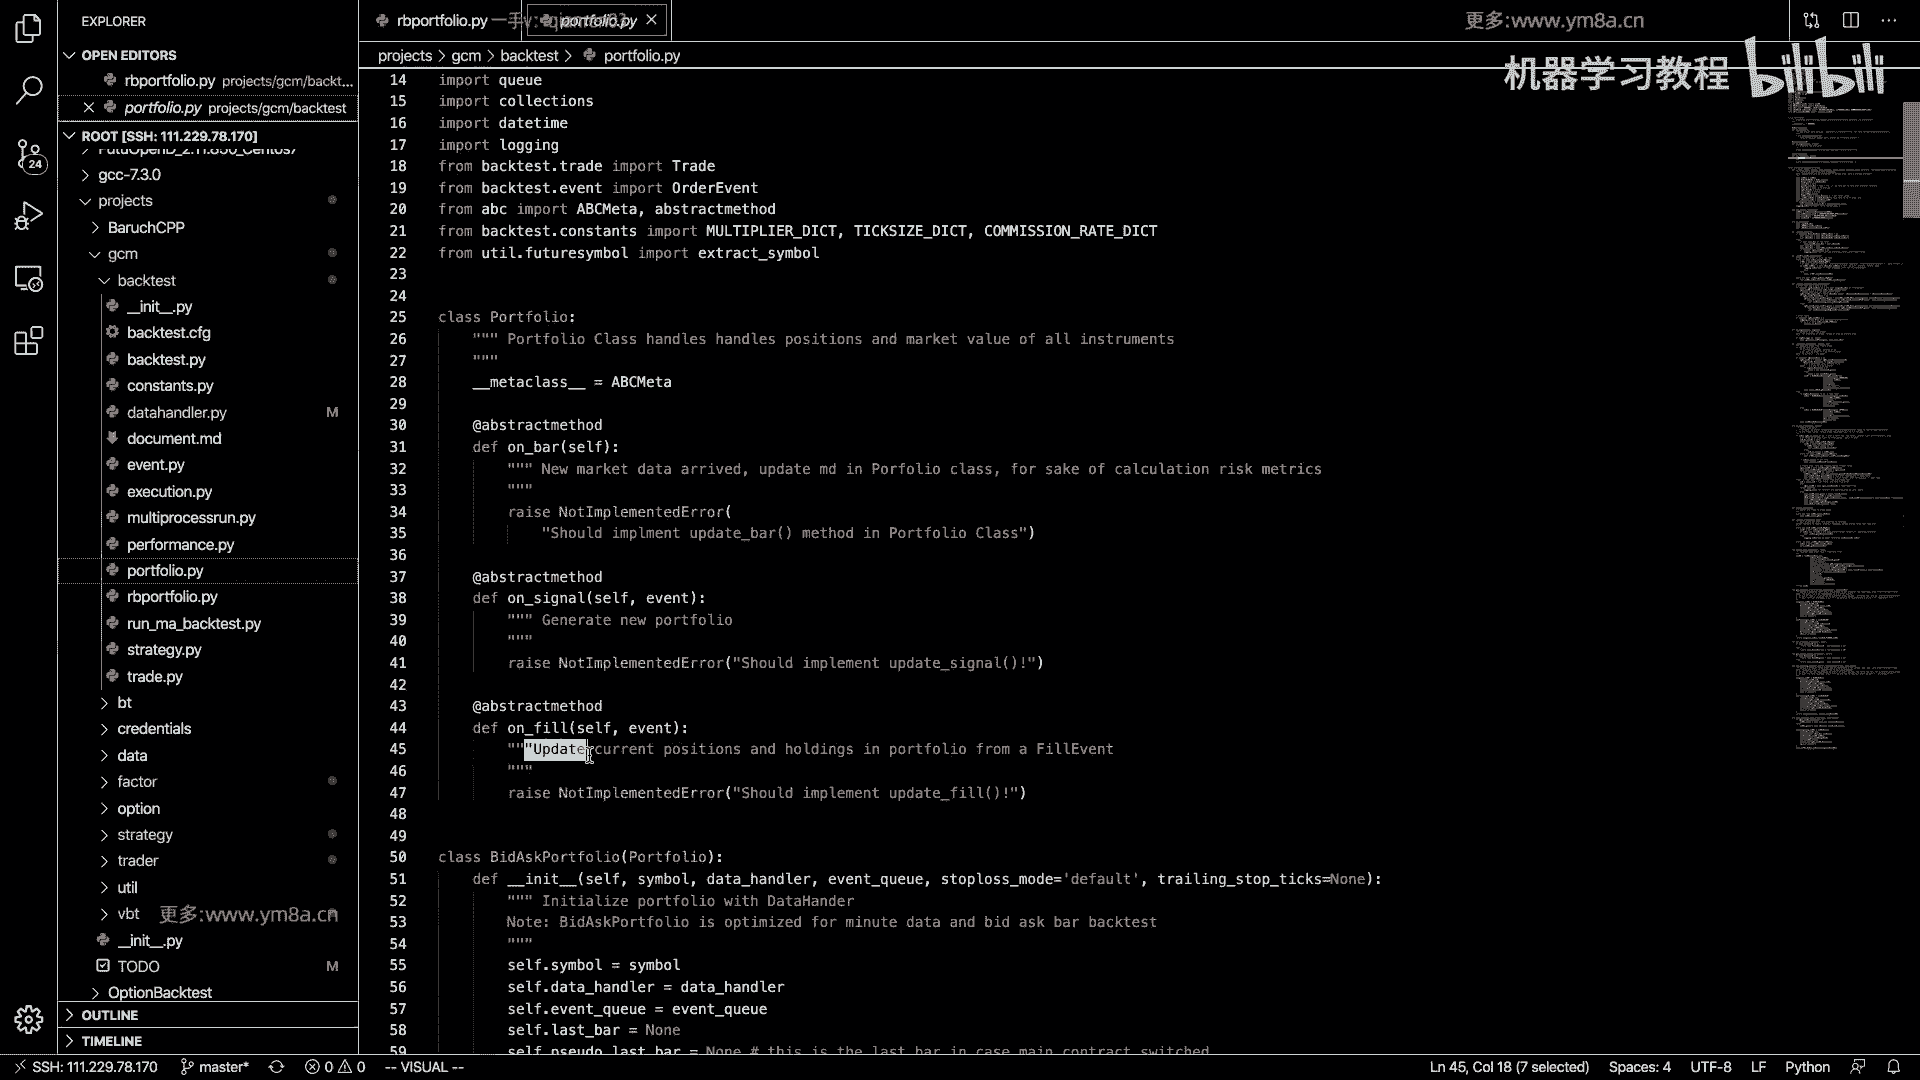 EXPLORER
OPEN EDITORS
rbportfolio.py projects/gcm/backt...
portfolio.py projects/gcm/backtest
ROOT [SSH: 111.229.78.170]
gcc-7.3.0
projects
BaruchCPP
gcm
backtest
__init__.py
backtest.cfg
backtest.py
constants.py
datahandler.py M
document.md
event.py
execution.py
multiprocessrun.py
performance.py
portfolio.py
rbportfolio.py
run_ma_backtest.py
strategy.py
trade.py
bt
credentials
data
factor
option
strategy
trader
util
vbt
更多:www.ym8a.cn
__init__.py
TODO M
OptionBacktest
OUTLINE
TIMELINE
24
rbportfolio.py
portfolio.py
更多:www.ym8a.cn
机器学习教程 bilibili
projects > gcm > backtest > portfolio.py
14 import queue
15 import collections
16 import datetime
17 import logging
18 from backtest.trade import Trade
19 from backtest.event import OrderEvent
20 from abc import ABCMeta, abstractmethod
21 from backtest.constants import MULTIPLIER_DICT, TICKSIZE_DICT, COMMISSION_RATE_DICT
22 from util.futuresymbol import extract_symbol
23
24
25 class Portfolio:
26 """ Portfolio Class handles handles positions and market value of all instruments
27 """
28 __metaclass__ = ABCMeta
29
30 @abstractmethod
31 def on_bar(self):
32 """ New market data arrived, update md in Porfolio class, for sake of calculation risk metrics
33 """
34 raise NotImplementedError(
35 "Should implment update_bar() method in Portfolio Class")
36
37 @abstractmethod
38 def on_signal(self, event):
39 """ Generate new portfolio
40 """
41 raise NotImplementedError("Should implement update_signal()!")
42
43 @abstractmethod
44 def on_fill(self, event):
45 """Update current positions and holdings in portfolio from a FillEvent
46 """
47 raise NotImplementedError("Should implement update_fill()!")
48
49
50 class BidAskPortfolio(Portfolio):
51 def __init__(self, symbol, data_handler, event_queue, stoploss_mode='default', trailing_stop_ticks=None):
52 """ Initialize portfolio with DataHander
53 Note: BidAskPortfolio is optimized for minute data and bid ask bar backtest
54 """
55 self.symbol = symbol
56 self.data_handler = data_handler
57 self.event_queue = event_queue
58 self.last_bar = None
59 self.pseudo_last_bar = None # this is the last bar in case main contract switched
SSH: 111.229.78.170 master* 0 0 -- VISUAL -- Ln 45, Col 18 (7 selected) Spaces: 4 UTF-8 LF Python